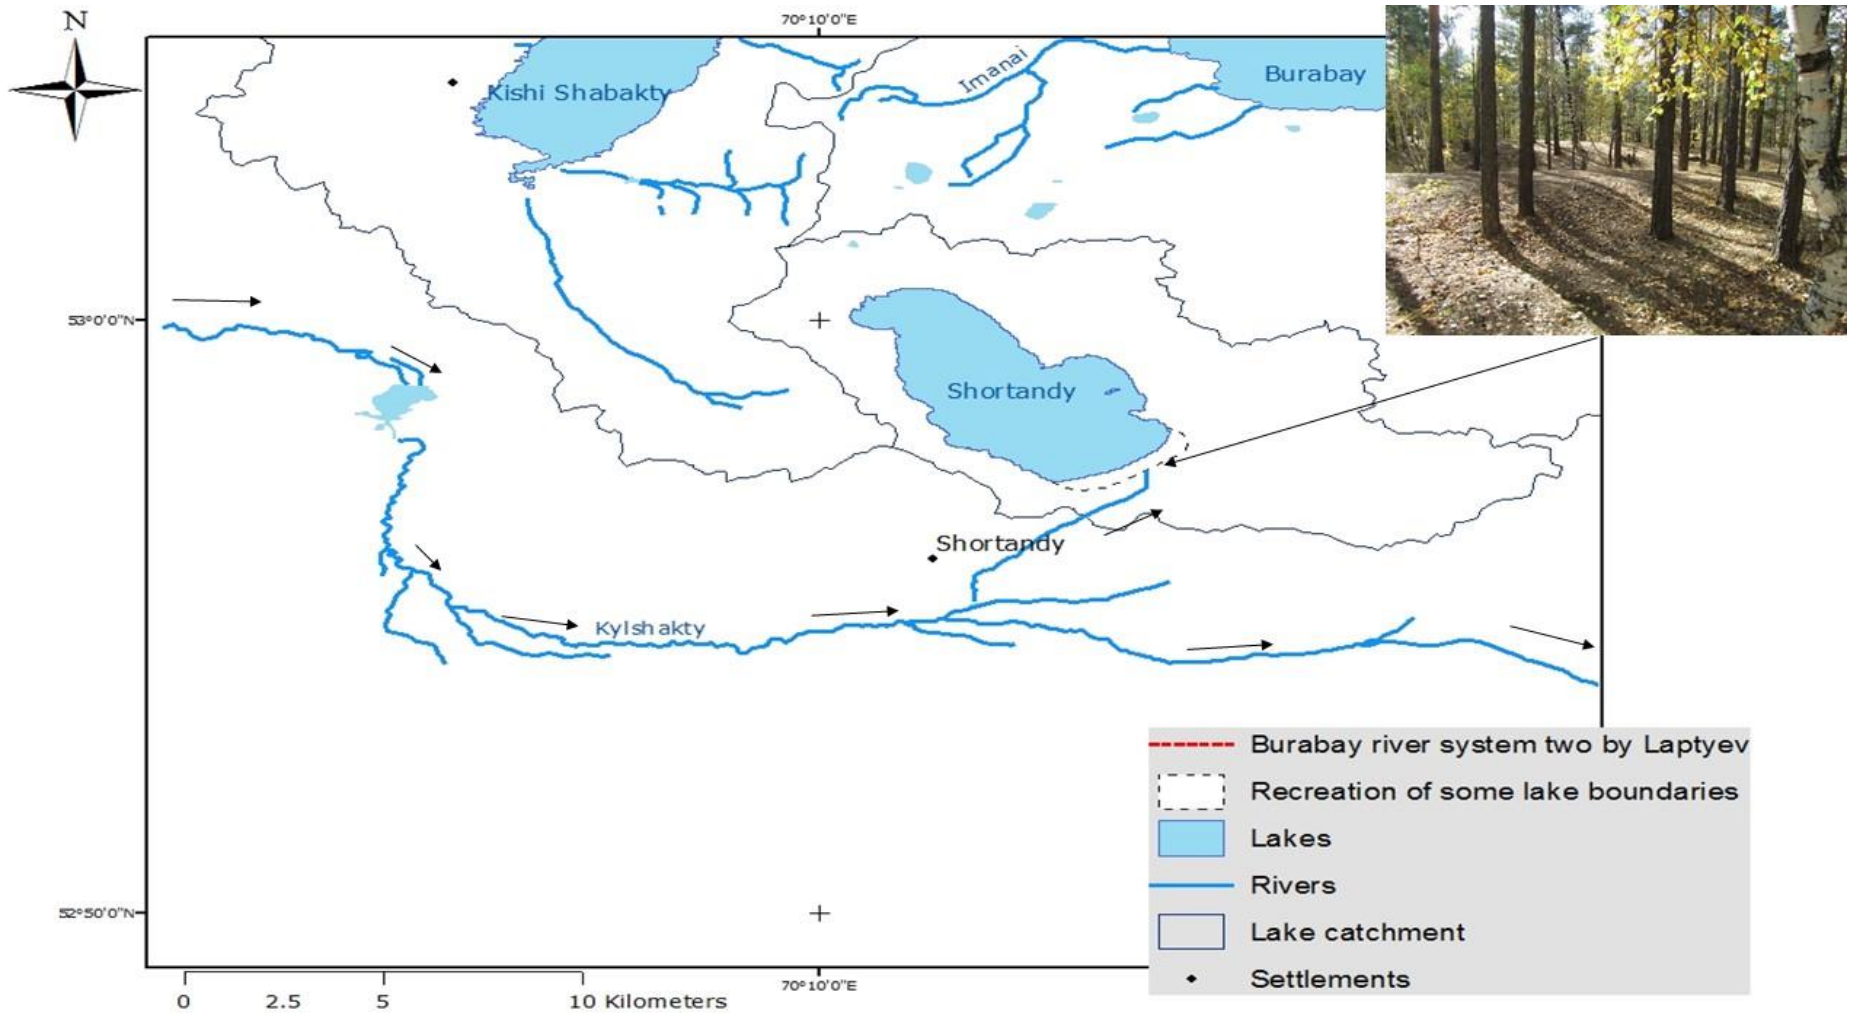 N
70°10'0"E
Kishi Shabakty
Imanai
Burabay
53°0'0"N
Shortandy
Shortandy
Kylshakty
Burabay river system two by Laptyev
Recreation of some lake boundaries
Lakes
Rivers
Lake catchment
Settlements
52°50'0"N
70°10'0"E
0 2.5 5 10 Kilometers